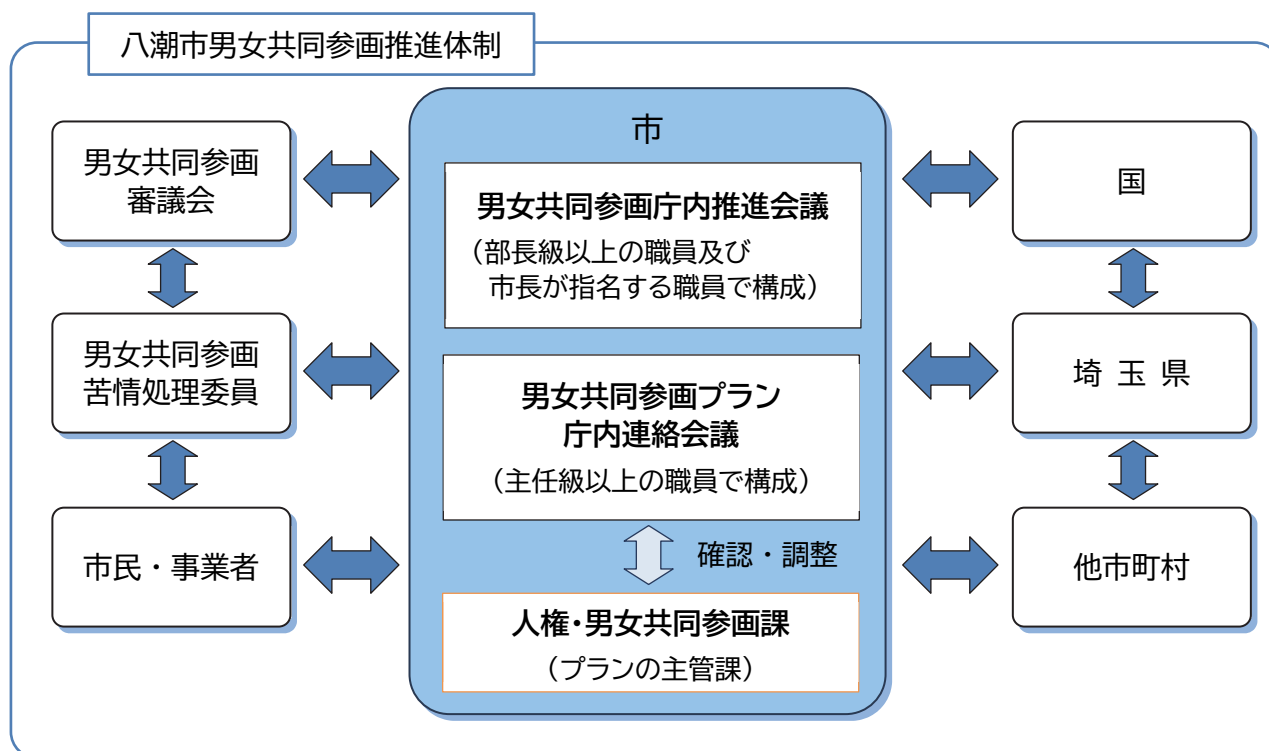 八潮市男女共同参画推進体制
男女共同参画
審議会
男女共同参画
苦情処理委員
市民・事業者
市
男女共同参画庁内推進会議
（部長級以上の職員及び
市長が指名する職員で構成）
男女共同参画プラン
庁内連絡会議
（主任級以上の職員で構成）
確認・調整
人権・男女共同参画課
（プランの主管課）
国
埼玉県
他市町村